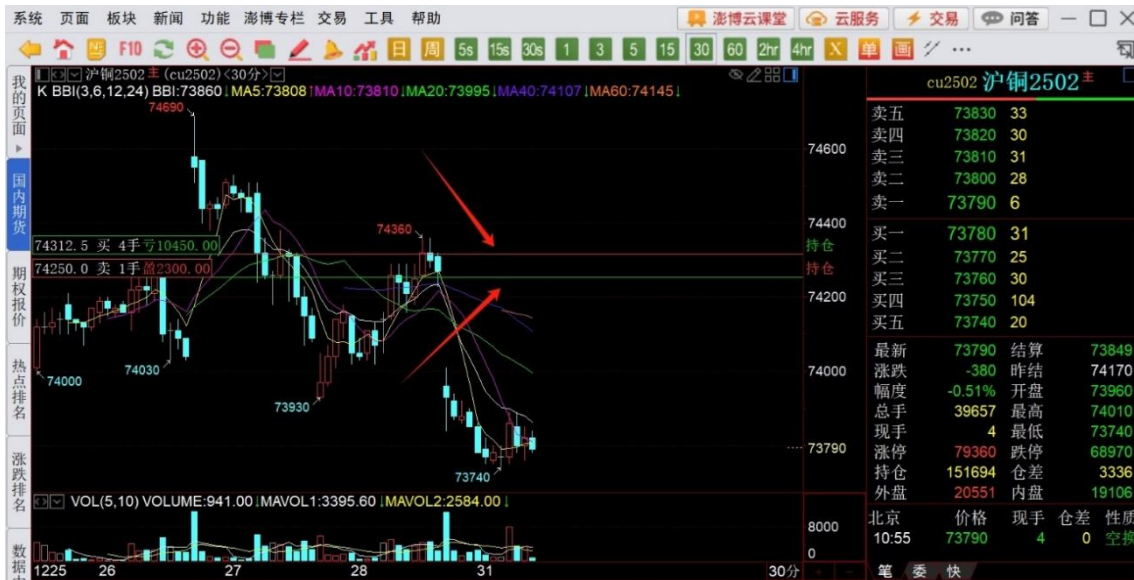 系统 页面 板块 新闻 功能 澎博专栏 交易 工具 帮助 澎博云课堂 云服务 交易 问答
F10 日 周 5s 15s 30s 1 3 5 15 30 60 2hr 4hr X 单 画 ...
我的页面
国内期货
期权报价
热点排名
涨跌排名
沪铜2502主 (cu2502)<30分>
K BBI(3,6,12,24) BBI:73860↓MA5:73808↑MA10:73810↓MA20:73995↓MA40:74107↓MA60:74145↓
74690
74600
74400
74360
74312.5 买 4手亏10450.00 持仓
74250.0 卖 1手盈2300.00 持仓
74200
74030
74000
74000
73930
73790
73740
VOL(5,10) VOLUME:941.00↓MAVOL1:3395.60↓MAVOL2:2584.00↓
8000
0
1225 26 27 28 31 30分
cu2502 沪铜2502主
卖五 73830 33
卖四 73820 30
卖三 73810 31
卖二 73800 28
卖一 73790 6
买一 73780 31
买二 73770 25
买三 73760 30
买四 73750 104
买五 73740 20
最新 73790 结算 73849
涨跌 -380 昨结 74170
幅度 -0.51% 开盘 73960
总手 39657 最高 74010
现手 4 最低 73740
涨停 79360 跌停 68970
持仓 151694 仓差 3336
外盘 20551 内盘 19106
北京 价格 现手 仓差 性质
10:55 73790 4 0 空换
笔 委 快